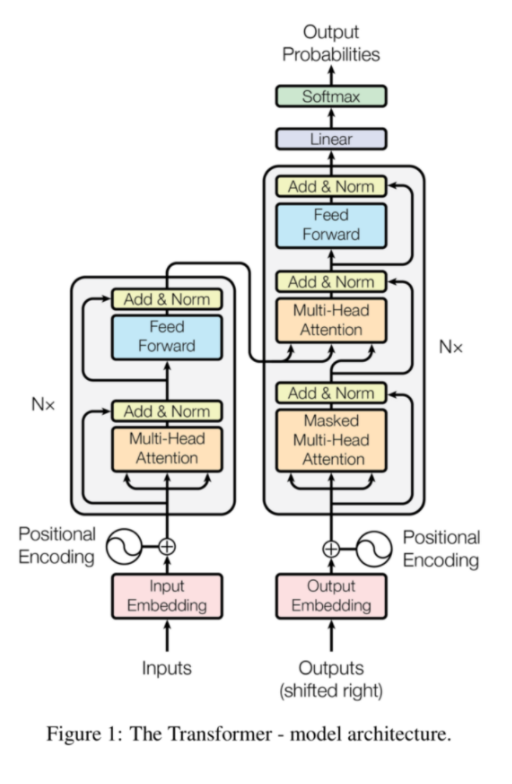 Output
Probabilities
Softmax
Linear
Add & Norm
Feed
Forward
Add & Norm
Multi-Head
Attention
Add & Norm
Masked
Multi-Head
Attention
Nx
Positional
Encoding
Output
Embedding
Outputs
(shifted right)
Add & Norm
Feed
Forward
Add & Norm
Multi-Head
Attention
Nx
Positional
Encoding
Input
Embedding
Inputs
Figure 1: The Transformer - model architecture.